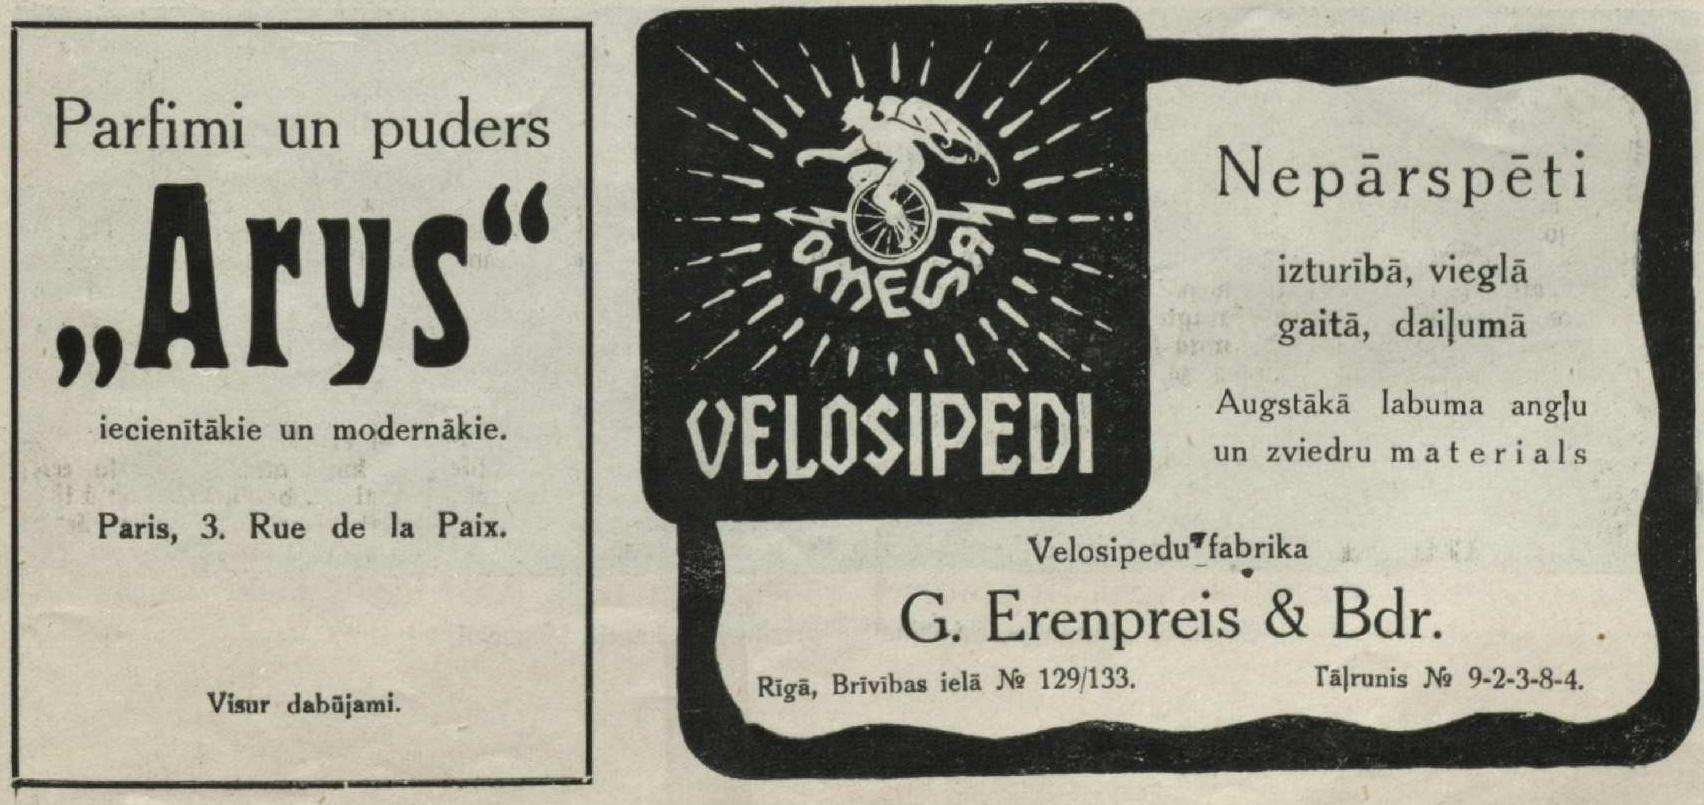 Parfimi un puders
„Arys“
iecienītākie un modernākie.
Paris, 3. Rue de la Paix.
Visur dabūjami.
OMEGA
VELOSIPEDI
Nepārspēti
izturībā, vieglā
gaitā, daiļumā
Augstākā labuma angļu
un zviedru materials
Velosipedu fabrika
G. Erenpreis & Bdr.
Rīgā, Brīvības ielā № 129/133.
Tāļrunis № 9-2-3-8-4.